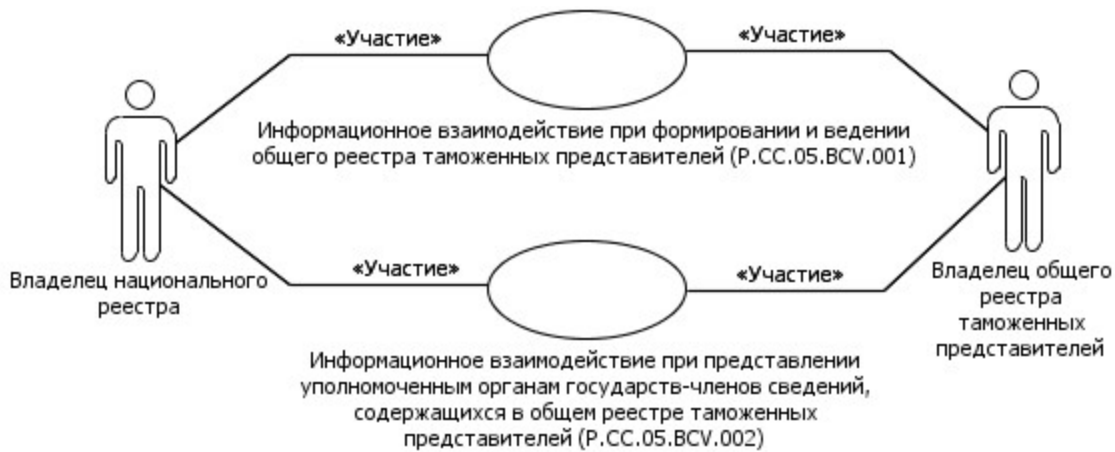 «Участие»
«Участие»
Информационное взаимодействие при формировании и ведении
общего реестра таможенных представителей (P.CC.05.BCV.001)
Владелец национального
реестра
«Участие»
«Участие»
Владелец общего
реестра
таможенных
представителей
Информационное взаимодействие при представлении
уполномоченным органам государств-членов сведений,
содержащихся в общем реестре таможенных
представителей (P.CC.05.BCV.002)